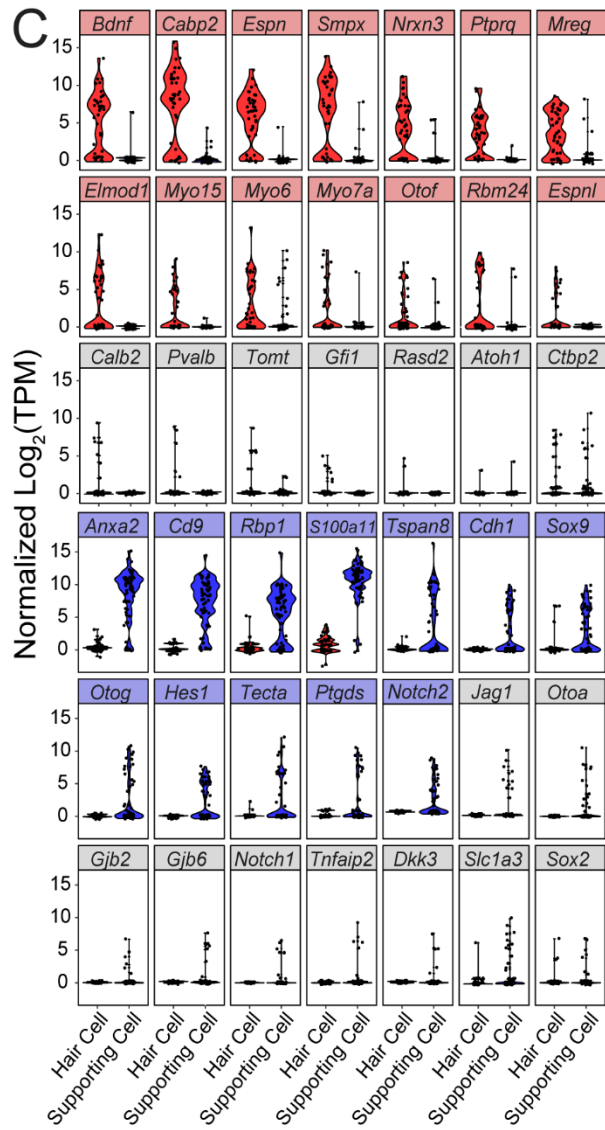 C
Bdnf Cabp2 Espn Smpx Nrxn3 Ptprq Mreg
15
10
5
0
Elmod1 Myo15 Myo6 Myo7a Otof Rbm24 Espnl
15
10
5
0
Calb2 Pvalb Tomt Gfi1 Rasd2 Atoh1 Ctbp2
15
10
5
0
Normalized Log₂(TPM)
Anxa2 Cd9 Rbp1 S100a11 Tspan8 Cdh1 Sox9
15
10
5
0
Otog Hes1 Tecta Ptgds Notch2 Jag1 Otoa
15
10
5
0
Gjb2 Gjb6 Notch1 Tnfaip2 Dkk3 Slc1a3 Sox2
15
10
5
0
Hair Cell Supporting Cell Hair Cell Supporting Cell Hair Cell Supporting Cell Hair Cell Supporting Cell Hair Cell Supporting Cell Hair Cell Supporting Cell Hair Cell Supporting Cell